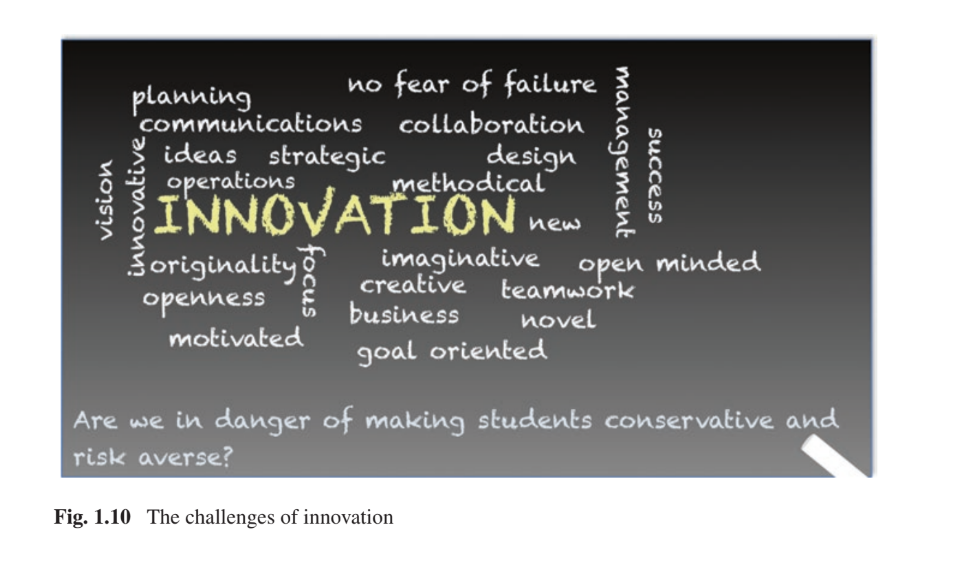 no fear of failure
planning
communications
collaboration
ideas
strategic
design
operations
methodical
vision
innovative
INNOVATION
new
management
success
originality
focus
imaginative
open minded
openness
creative
teamwork
business
novel
motivated
goal oriented
Are we in danger of making students conservative and
risk averse?
Fig. 1.10 The challenges of innovation